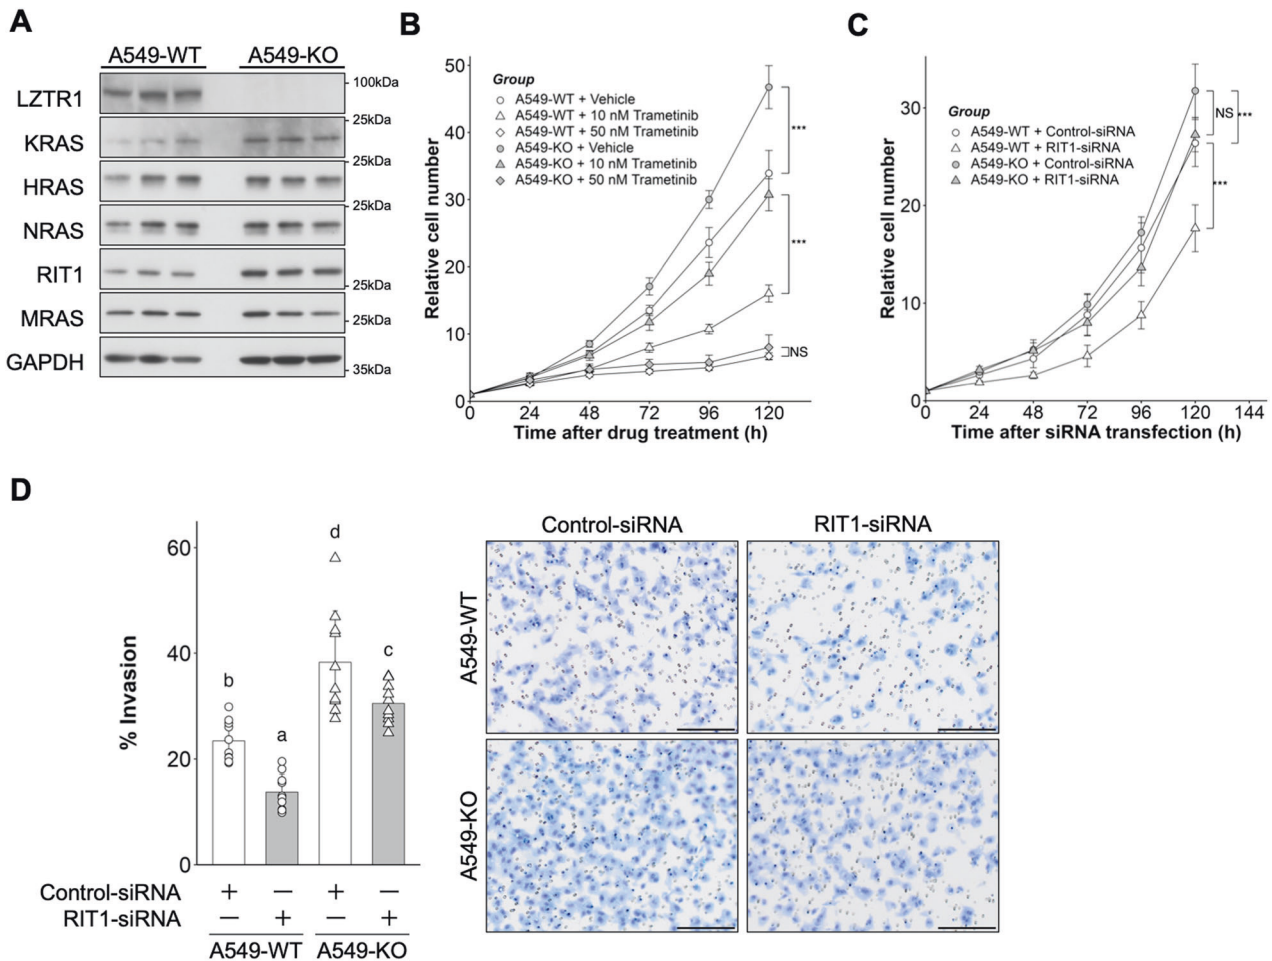 A
A549-WT A549-KO
LZTR1
100kDa
KRAS
25kDa
HRAS
25kDa
NRAS
25kDa
RIT1
25kDa
MRAS
25kDa
GAPDH
35kDa
B
Relative cell number
50
40
30
20
10
0
Group
A549-WT + Vehicle
A549-WT + 10 nM Trametinib
A549-WT + 50 nM Trametinib
A549-KO + Vehicle
A549-KO + 10 nM Trametinib
A549-KO + 50 nM Trametinib
***
***
NS
0 24 48 72 96 120
Time after drug treatment (h)
C
Relative cell number
30
20
10
0
Group
A549-WT + Control-siRNA
A549-WT + RIT1-siRNA
A549-KO + Control-siRNA
A549-KO + RIT1-siRNA
NS ***
***
0 24 48 72 96 120 144
Time after siRNA transfection (h)
D
% Invasion
60
40
20
0
b
a
d
c
Control-siRNA + — + —
RIT1-siRNA — + — +
A549-WT A549-KO
Control-siRNA RIT1-siRNA
A549-WT
A549-KO